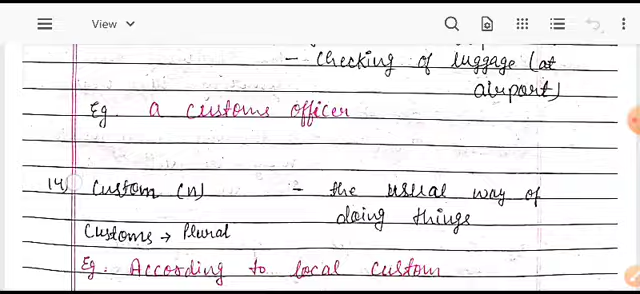 View
- Checking of luggage (at
airport)
Eg. a customs officer
14) Custom (n) - the usual way of
doing things
Customs → Plural
Eg. According to local custom